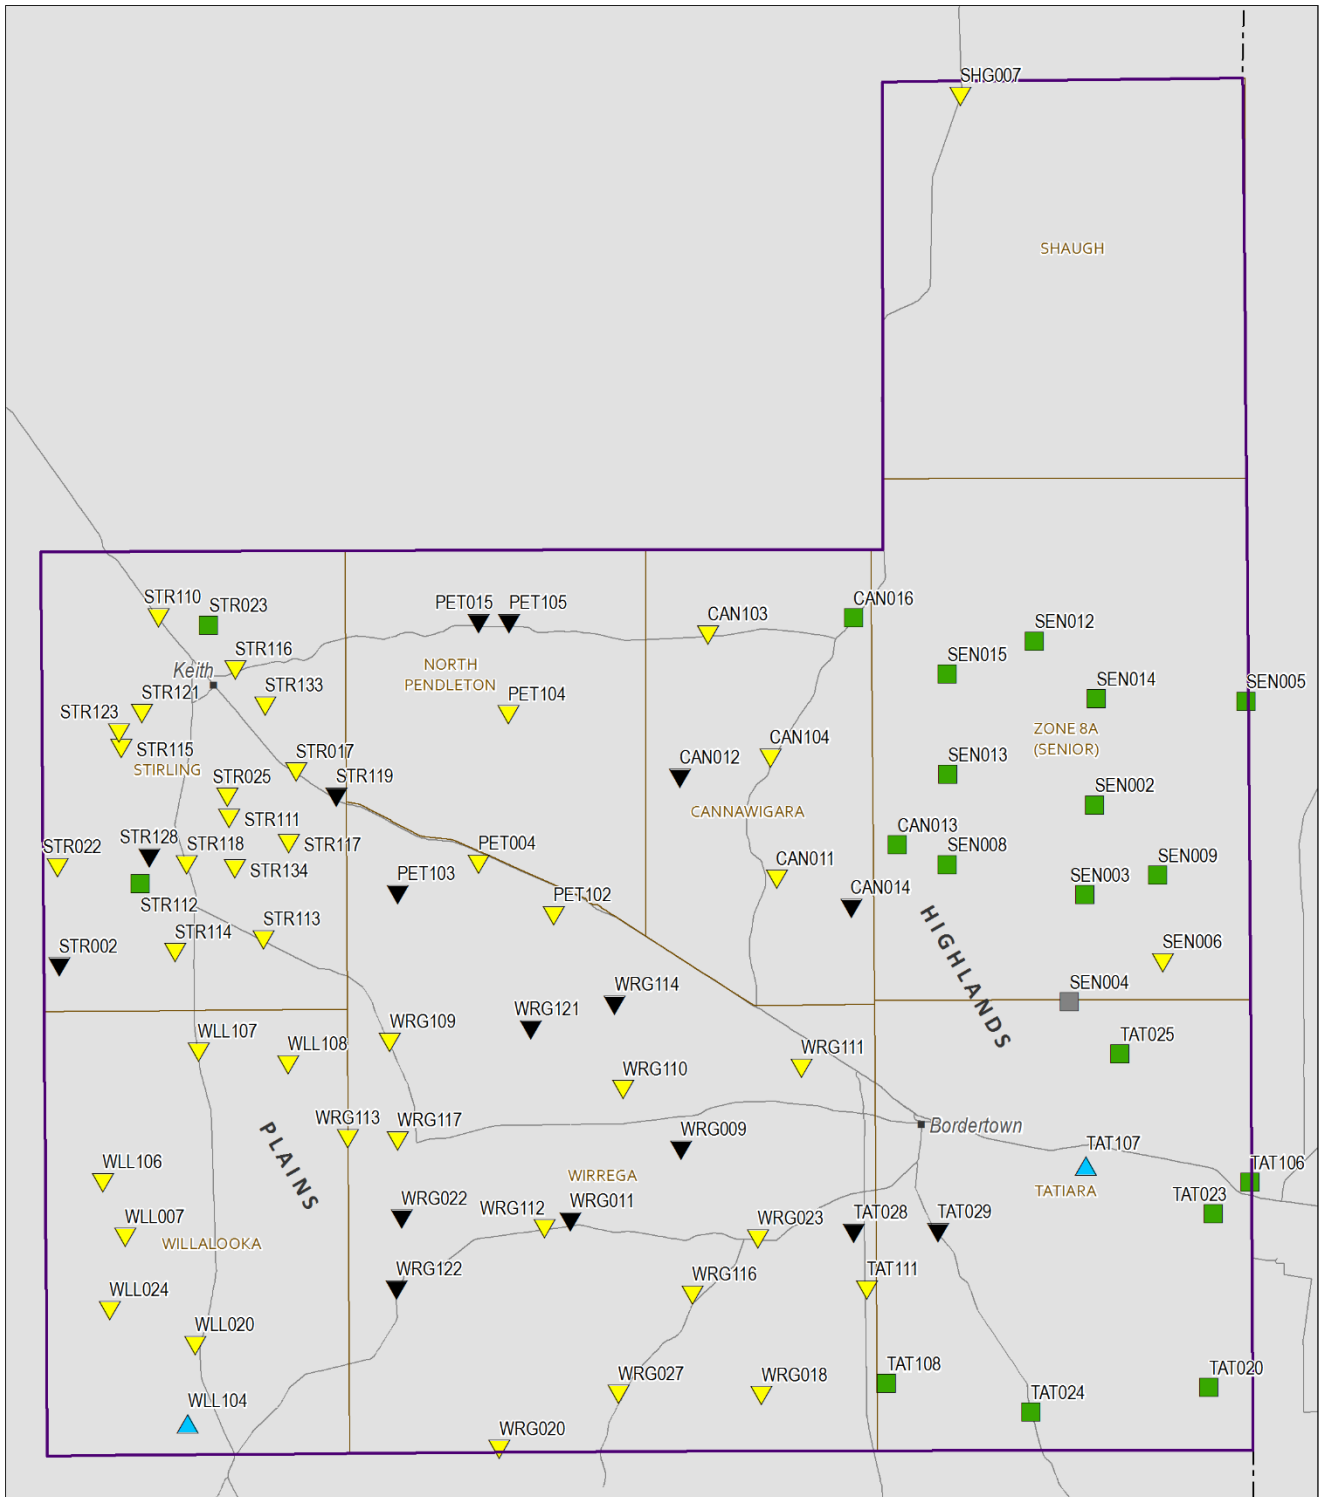 SHG007
SHAUGH
STR110
STR023
PET015
PET105
CAN103
CAN016
SEN012
STR116
Keith
NORTH
PENDLETON
SEN015
SEN014
SEN005
STR133
STR121
STR123
PET104
ZONE 8A
(SENIOR)
STR115
STIRLING
STR017
STR119
CAN012
CAN104
SEN013
STR025
CANNAWIGARA
SEN002
STR111
CAN013
STR022
STR128
STR118
STR117
STR134
PET004
SEN008
PET103
CAN011
SEN009
SEN003
STR112
PET102
CAN014
HIGHLANDS
STR114
STR113
STR002
SEN006
WRG114
SEN004
WRG121
WLL107
WLL108
WRG109
TAT025
WRG111
WRG110
PLAINS
WRG113
WRG117
WRG009
Bordertown
TAT107
WLL106
WIRREGA
TATIARA
TAT106
WRG022
WLL007
WRG112
WRG011
WRG023
TAT028
TAT029
TAT023
WILLALOOKA
WRG122
WRG116
TAT111
WLL024
WLL020
WRG027
WRG018
TAT108
TAT020
WLL104
TAT024
WRG020